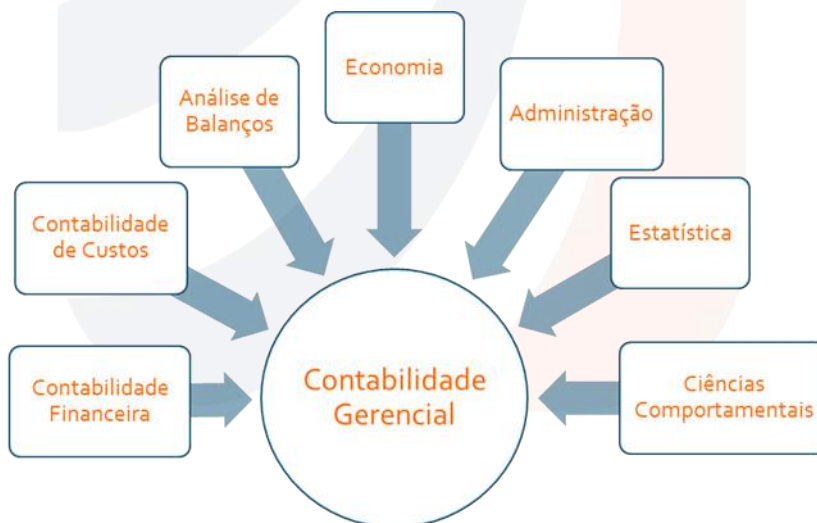 Economia
Análise de
Balanços
Administração
Contabilidade
de Custos
Estatística
Contabilidade
Financeira
Contabilidade
Gerencial
Ciências
Comportamentais